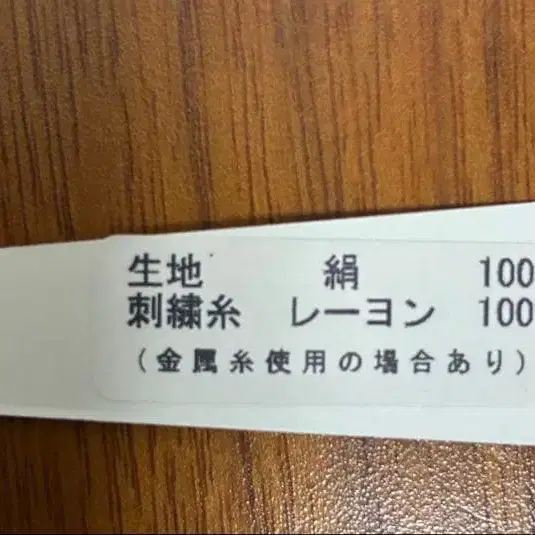 生地 絹 100
刺繍糸 レーヨン 100
(金属糸使用の場合あり)